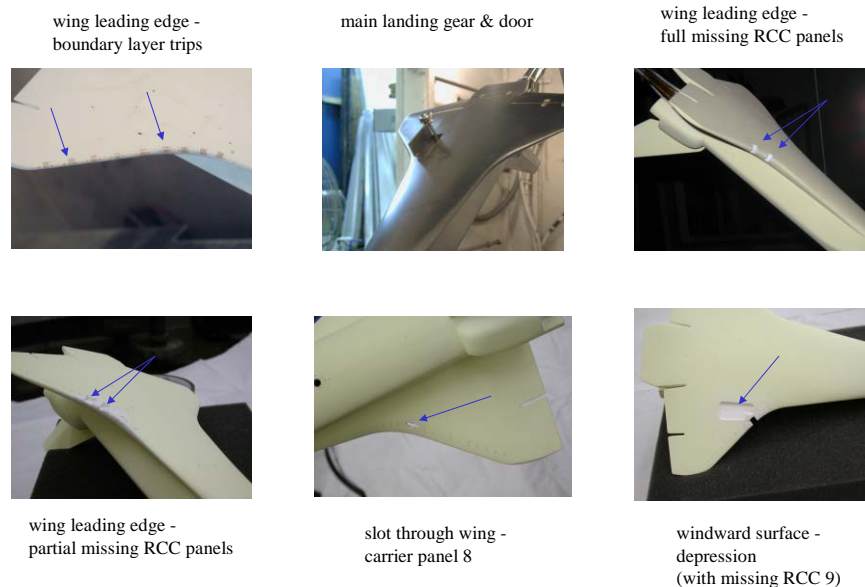 wing leading edge -
boundary layer trips
main landing gear & door
wing leading edge -
full missing RCC panels
wing leading edge -
partial missing RCC panels
slot through wing -
carrier panel 8
windward surface -
depression
(with missing RCC 9)